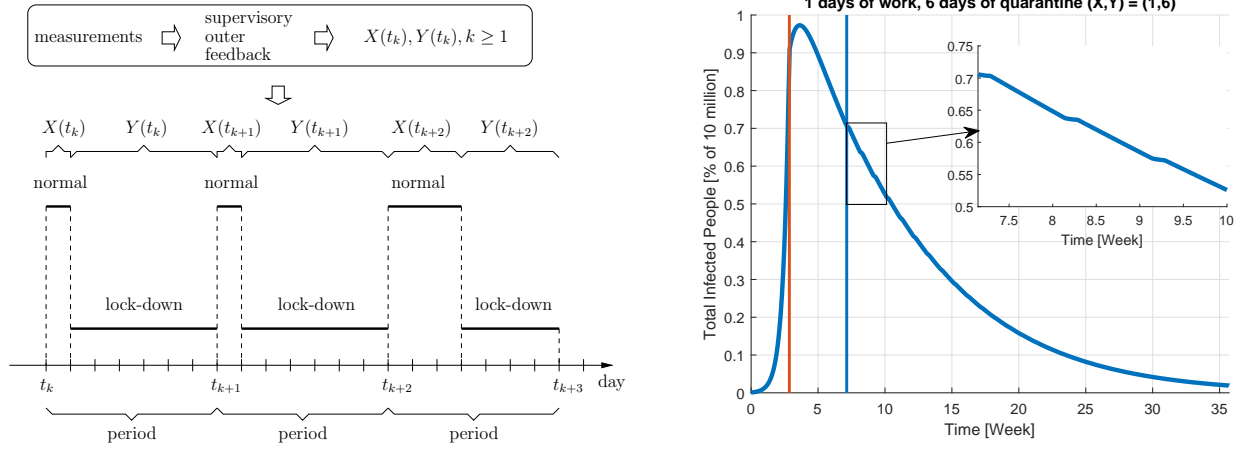 measurements
supervisory
outer
feedback
X(t_k), Y(t_k), k ≥ 1
X(t_k) Y(t_k) X(t_{k+1}) Y(t_{k+1}) X(t_{k+2}) Y(t_{k+2})
normal normal normal
lock-down lock-down lock-down
t_k t_{k+1} t_{k+2} t_{k+3} day
period period period
1 days of work, 6 days of quarantine (X,Y) = (1,6)
Total Infected People [% of 10 million]
1
0.9
0.8
0.7
0.6
0.5
0.4
0.3
0.2
0.1
0
0 5 10 15 20 25 30 35
Time [Week]
0.75
0.7
0.65
0.6
0.55
0.5
7.5 8 8.5 9 9.5 10
Time [Week]